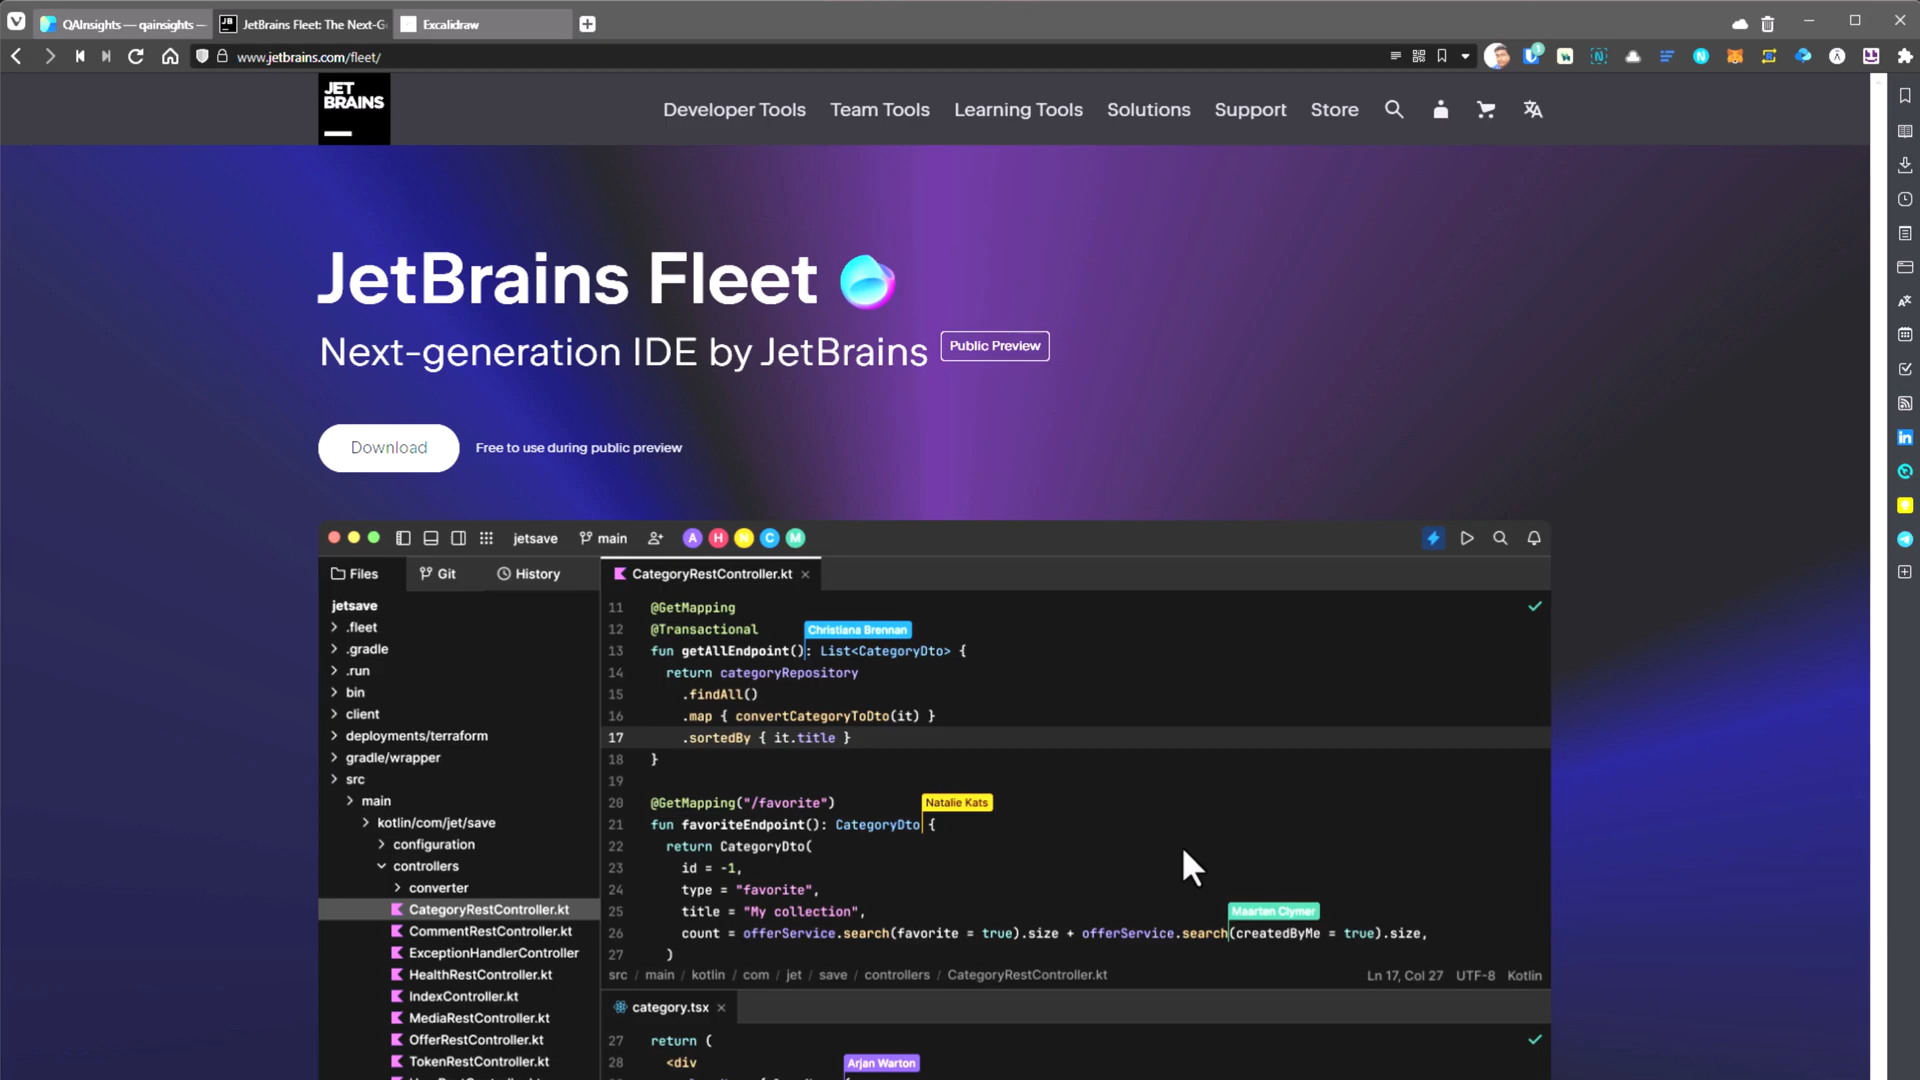 QAInsights — qainsights —
JetBrains Fleet: The Next-G
Excalidraw
www.jetbrains.com/fleet/
JET
BRAINS
Developer Tools
Team Tools
Learning Tools
Solutions
Support
Store
JetBrains Fleet
Next-generation IDE by JetBrains
Public Preview
Download
Free to use during public preview
jetsave
main
A H N C M
Files
Git
History
CategoryRestController.kt
jetsave
.fleet
.gradle
.run
bin
client
deployments/terraform
gradle/wrapper
src
main
kotlin/com/jet/save
configuration
controllers
converter
CategoryRestController.kt
CommentRestController.kt
ExceptionHandlerController
HealthRestController.kt
IndexController.kt
MediaRestController.kt
OfferRestController.kt
TokenRestController.kt
11 @GetMapping
12 @Transactional
Christiana Brennan
13 fun getAllEndpoint(): List<CategoryDto> {
14 return categoryRepository
15 .findAll()
16 .map { convertCategoryToDto(it) }
17 .sortedBy { it.title }
18 }
19
20 @GetMapping("/favorite")
Natalie Kats
21 fun favoriteEndpoint(): CategoryDto {
22 return CategoryDto(
23 id = -1,
24 type = "favorite",
25 title = "My collection",
Maarten Clymer
26 count = offerService.search(favorite = true).size + offerService.search(createdByMe = true).size,
27 )
src / main / kotlin / com / jet / save / controllers / CategoryRestController.kt
Ln 17, Col 27 UTF-8 Kotlin
category.tsx
27 return (
28 <div
Arjan Warton